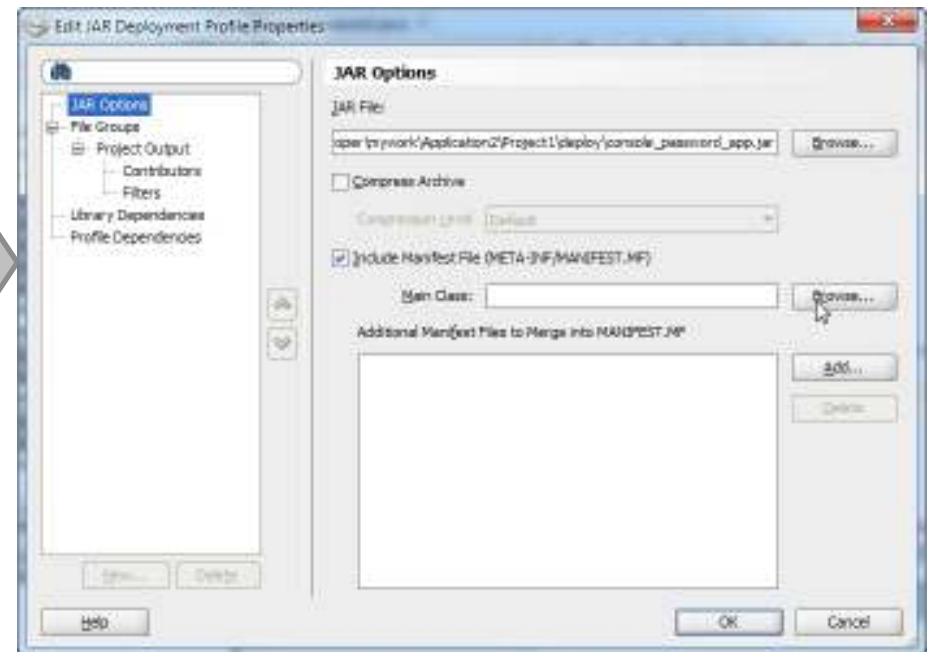 Edit JAR Deployment Profile Properties
JAR Options
File Groups
Project Output
Contributors
Filters
Library Dependencies
Profile Dependencies
New...
Delete
JAR Options
JAR File:
oper\mywork\Application2\Project1\deploy\console_password_app.jar
Browse...
Compress Archive
Compression Level: Default
Include Manifest File (META-INF/MANIFEST.MF)
Main Class:
Browse...
Additional Manifest Files to Merge into MANIFEST.MF
Add...
Delete
Help
OK
Cancel